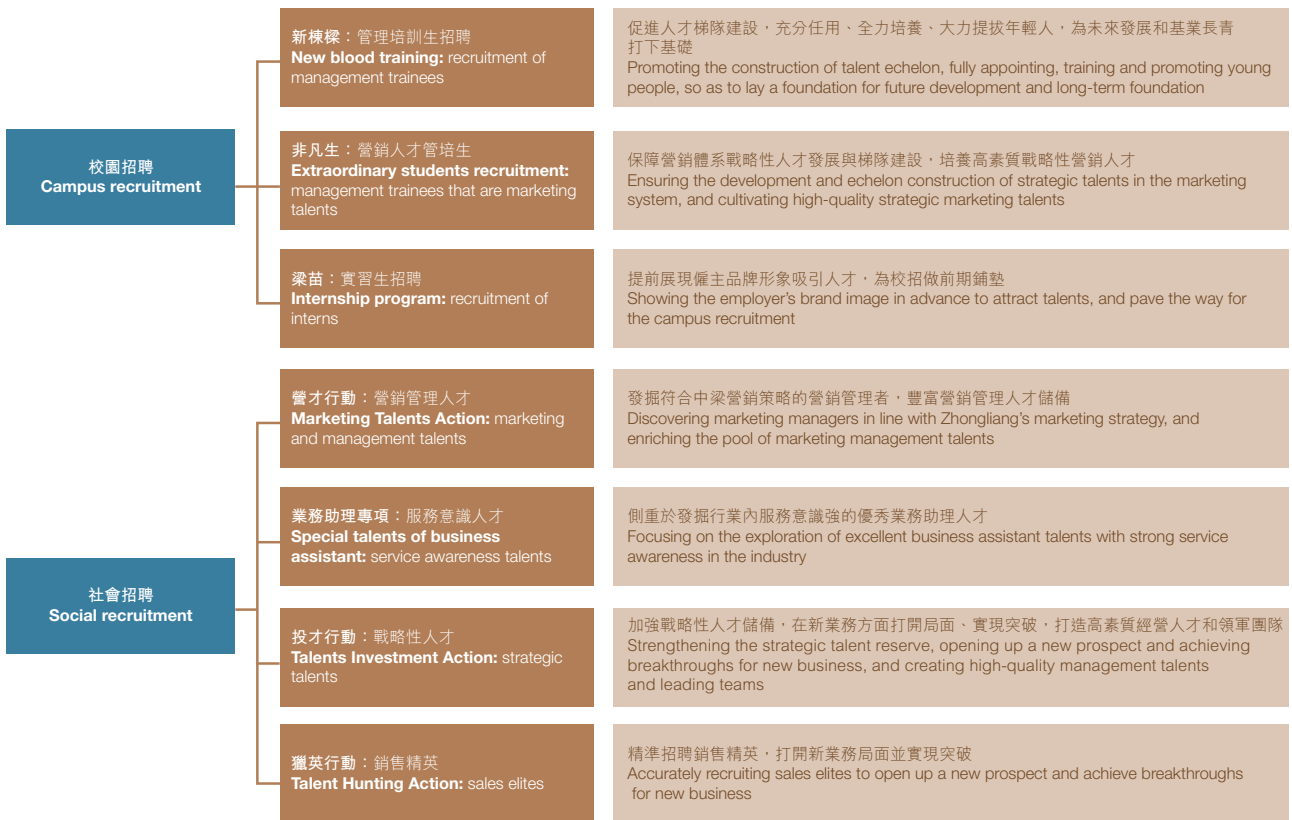 校園招聘
Campus recruitment
新棟樑：管理培訓生招聘
New blood training: recruitment of
management trainees
促進人才梯隊建設，充分任用、全力培養、大力提拔年輕人，為未來發展和基業長青
打下基礎
Promoting the construction of talent echelon, fully appointing, training and promoting young
people, so as to lay a foundation for future development and long-term foundation
非凡生：營銷人才管培生
Extraordinary students recruitment:
management trainees that are marketing
talents
保障營銷體系戰略性人才發展與梯隊建設，培養高素質戰略性營銷人才
Ensuring the development and echelon construction of strategic talents in the marketing
system, and cultivating high-quality strategic marketing talents
梁苗：實習生招聘
Internship program: recruitment of
interns
提前展現僱主品牌形象吸引人才，為校招做前期鋪墊
Showing the employer’s brand image in advance to attract talents, and pave the way for
the campus recruitment
社會招聘
Social recruitment
營才行動：營銷管理人才
Marketing Talents Action: marketing
and management talents
發掘符合中梁營銷策略的營銷管理者，豐富營銷管理人才儲備
Discovering marketing managers in line with Zhongliang’s marketing strategy, and
enriching the pool of marketing management talents
業務助理專項：服務意識人才
Special talents of business
assistant: service awareness talents
側重於發掘行業內服務意識強的優秀業務助理人才
Focusing on the exploration of excellent business assistant talents with strong service
awareness in the industry
投才行動：戰略性人才
Talents Investment Action: strategic
talents
加強戰略性人才儲備，在新業務方面打開局面、實現突破，打造高素質經營人才和領軍團隊
Strengthening the strategic talent reserve, opening up a new prospect and achieving
breakthroughs for new business, and creating high-quality management talents
and leading teams
獵英行動：銷售精英
Talent Hunting Action: sales elites
精準招聘銷售精英，打開新業務局面並實現突破
Accurately recruiting sales elites to open up a new prospect and achieve breakthroughs
for new business